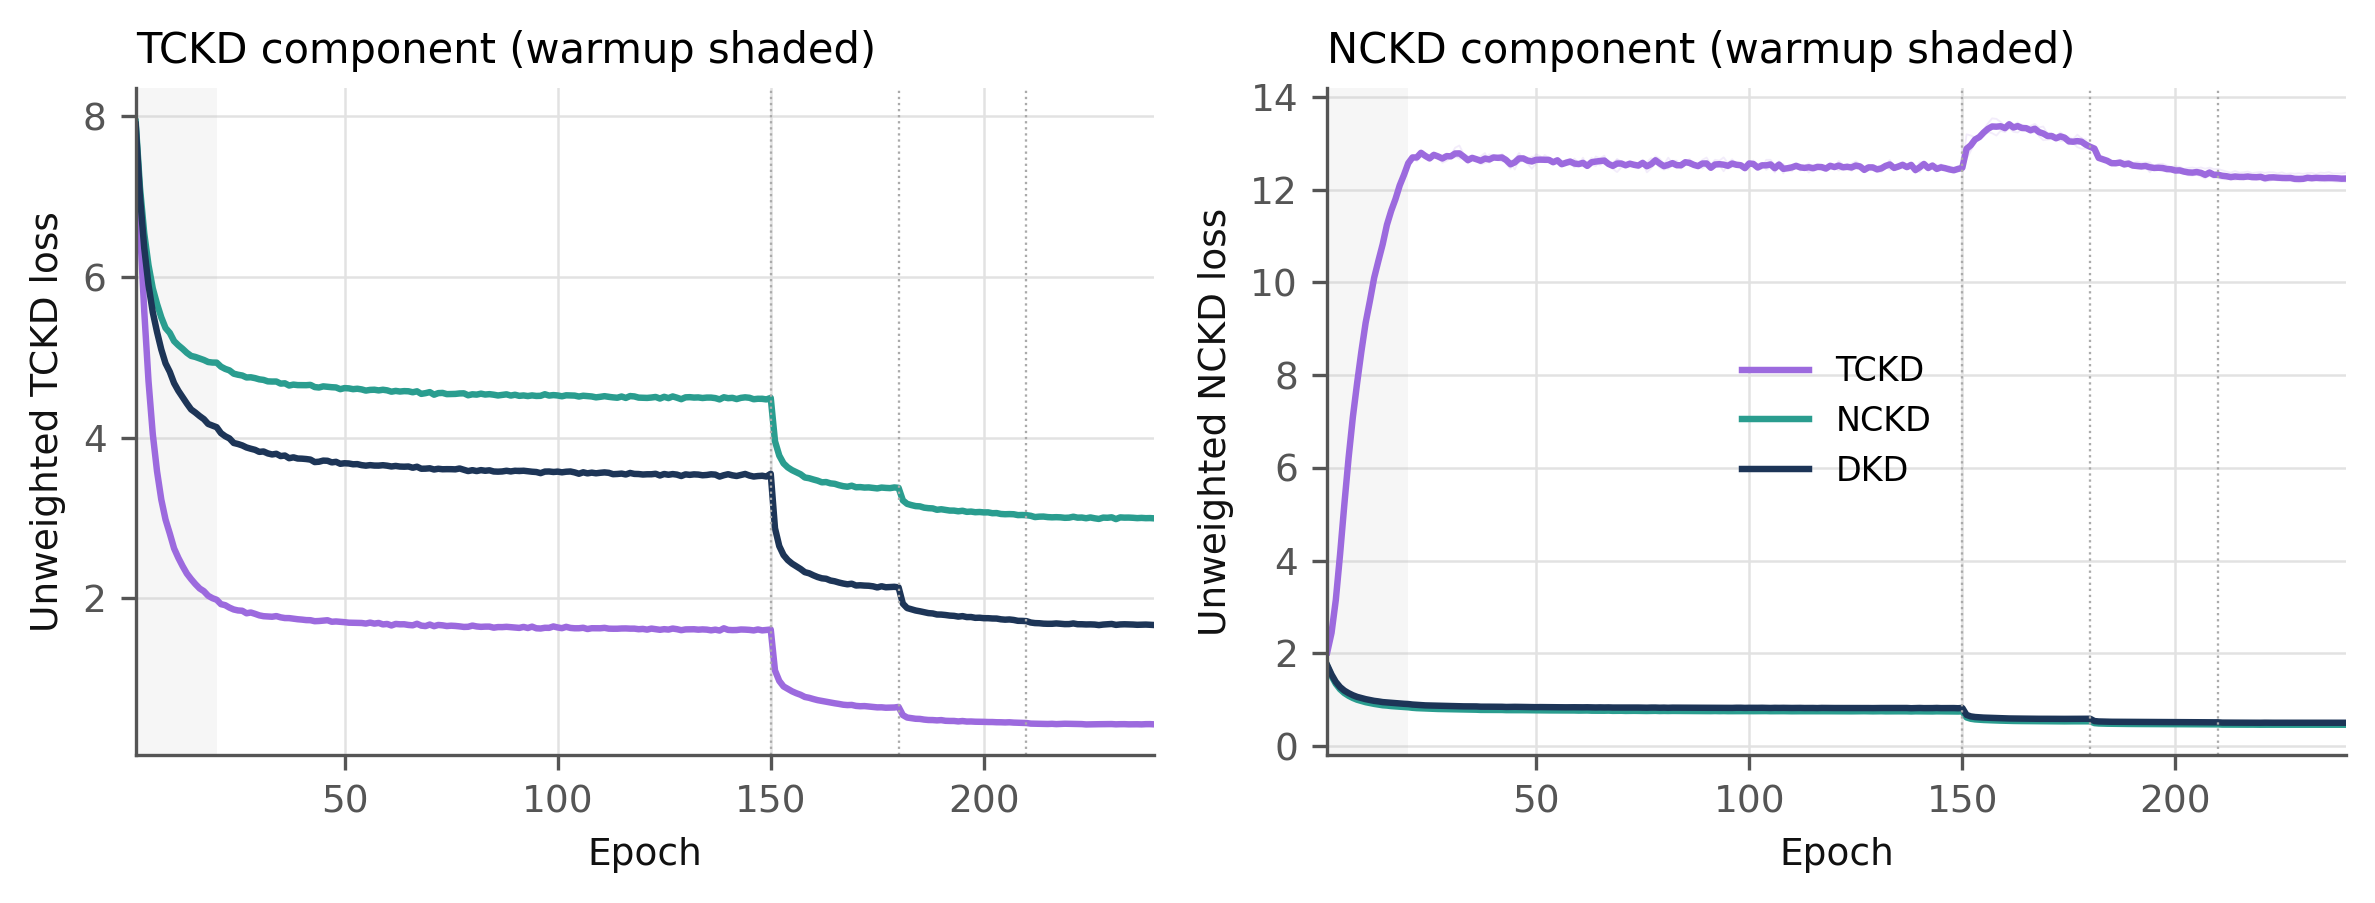 TCKD component (warmup shaded)
Unweighted TCKD loss
8
6
4
2
50
100
150
200
Epoch
NCKD component (warmup shaded)
Unweighted NCKD loss
14
12
10
8
6
4
2
0
TCKD
NCKD
DKD
50
100
150
200
Epoch